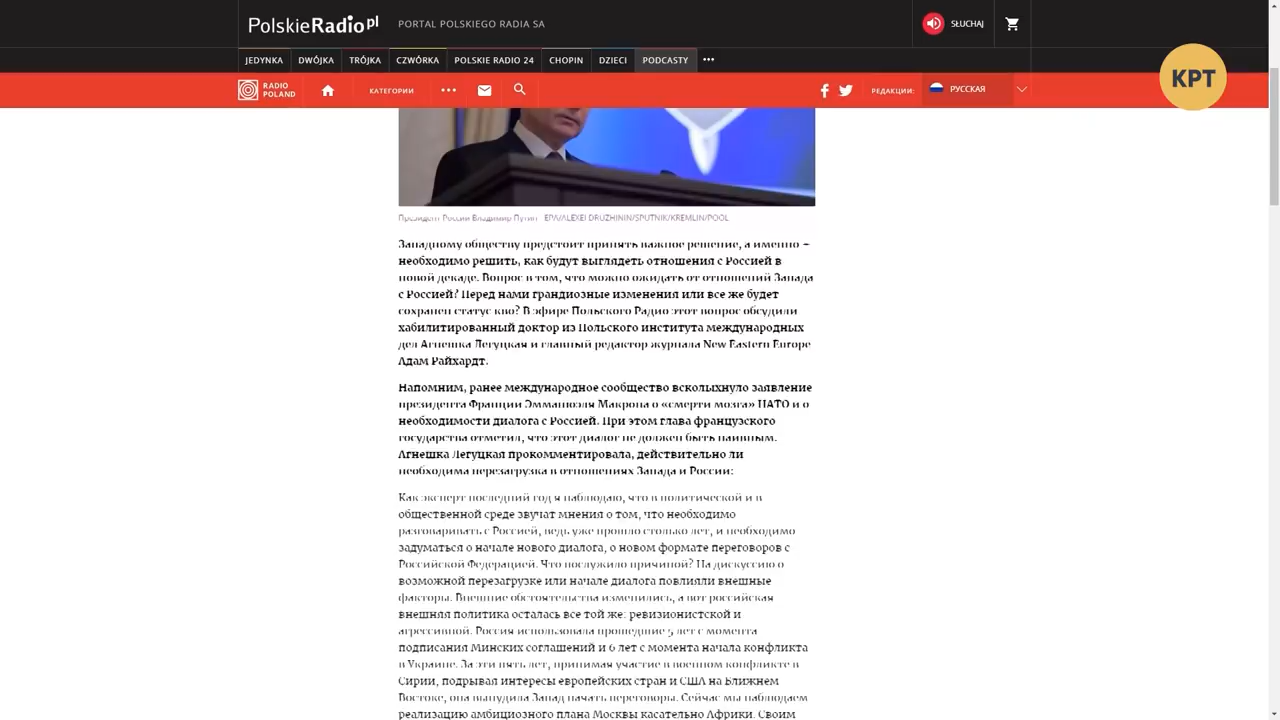 PolskieRadio.pl
PORTAL POLSKIEGO RADIA SA
SŁUCHAJ
JEDYNKA DWÓJKA TRÓJKA CZWÓRKA POLSKIE RADIO 24 CHOPIN DZIECI PODCASTY •••
RADIO POLAND
КАТЕГОРИИ
•••
РЕДАКЦИИ: РУССКАЯ
КРТ
Президент России Владимир Путин EPA/ALEXEI DRUZHININ/SPUTNIK/KREMLIN/POOL
Западному обществу предстоит принять важное решение, а именно –
необходимо решить, как будут выглядеть отношения с Россией в
новой декаде. Вопрос в том, что можно ожидать от отношений Запада
с Россией? Перед нами грандиозные изменения или все же будет
сохранен статус кво? В эфире Польского Радио этот вопрос обсудили
хабилитированный доктор из Польского института международных
дел Агнешка Легуцкая и главный редактор журнала New Eastern Europe
Адам Райхардт.
Напомним, ранее международное сообщество всколыхнуло заявление
президента Франции Эммануэля Макрона о «смерти мозга» НАТО и о
необходимости диалога с Россией. При этом глава французского
государства отметил, что этот диалог не должен быть наивным.
Агнешка Легуцкая прокомментировала, действительно ли
необходима перезагрузка в отношениях Запада и России:
Как эксперт последний год я наблюдаю, что в политической и в
общественной среде звучат мнения о том, что необходимо
разговаривать с Россией, ведь уже прошло столько лет, и необходимо
задуматься о начале нового диалога, о новом формате переговоров с
Российской Федерацией. Что послужило причиной? На дискуссию о
возможной перезагрузке или начале диалога повлияли внешные
факторы. Внешние обстоятельства изменились, а вот российская
внешняя политика осталась все той же: ревизионистской и
агрессивной. Россия использовала прошедшие 5 лет с момента
подписания Минских соглашений и 6 лет с момента начала конфликта
в Украине. За эти пять лет, принимая участие в военном конфликте в
Сирии, подрывая интересы европейских стран и США на Ближнем
Востоке, она вынудила Запад начать переговоры. Сейчас мы наблюдаем
реализацию амбициозного плана Москвы касательно Африки. Своим